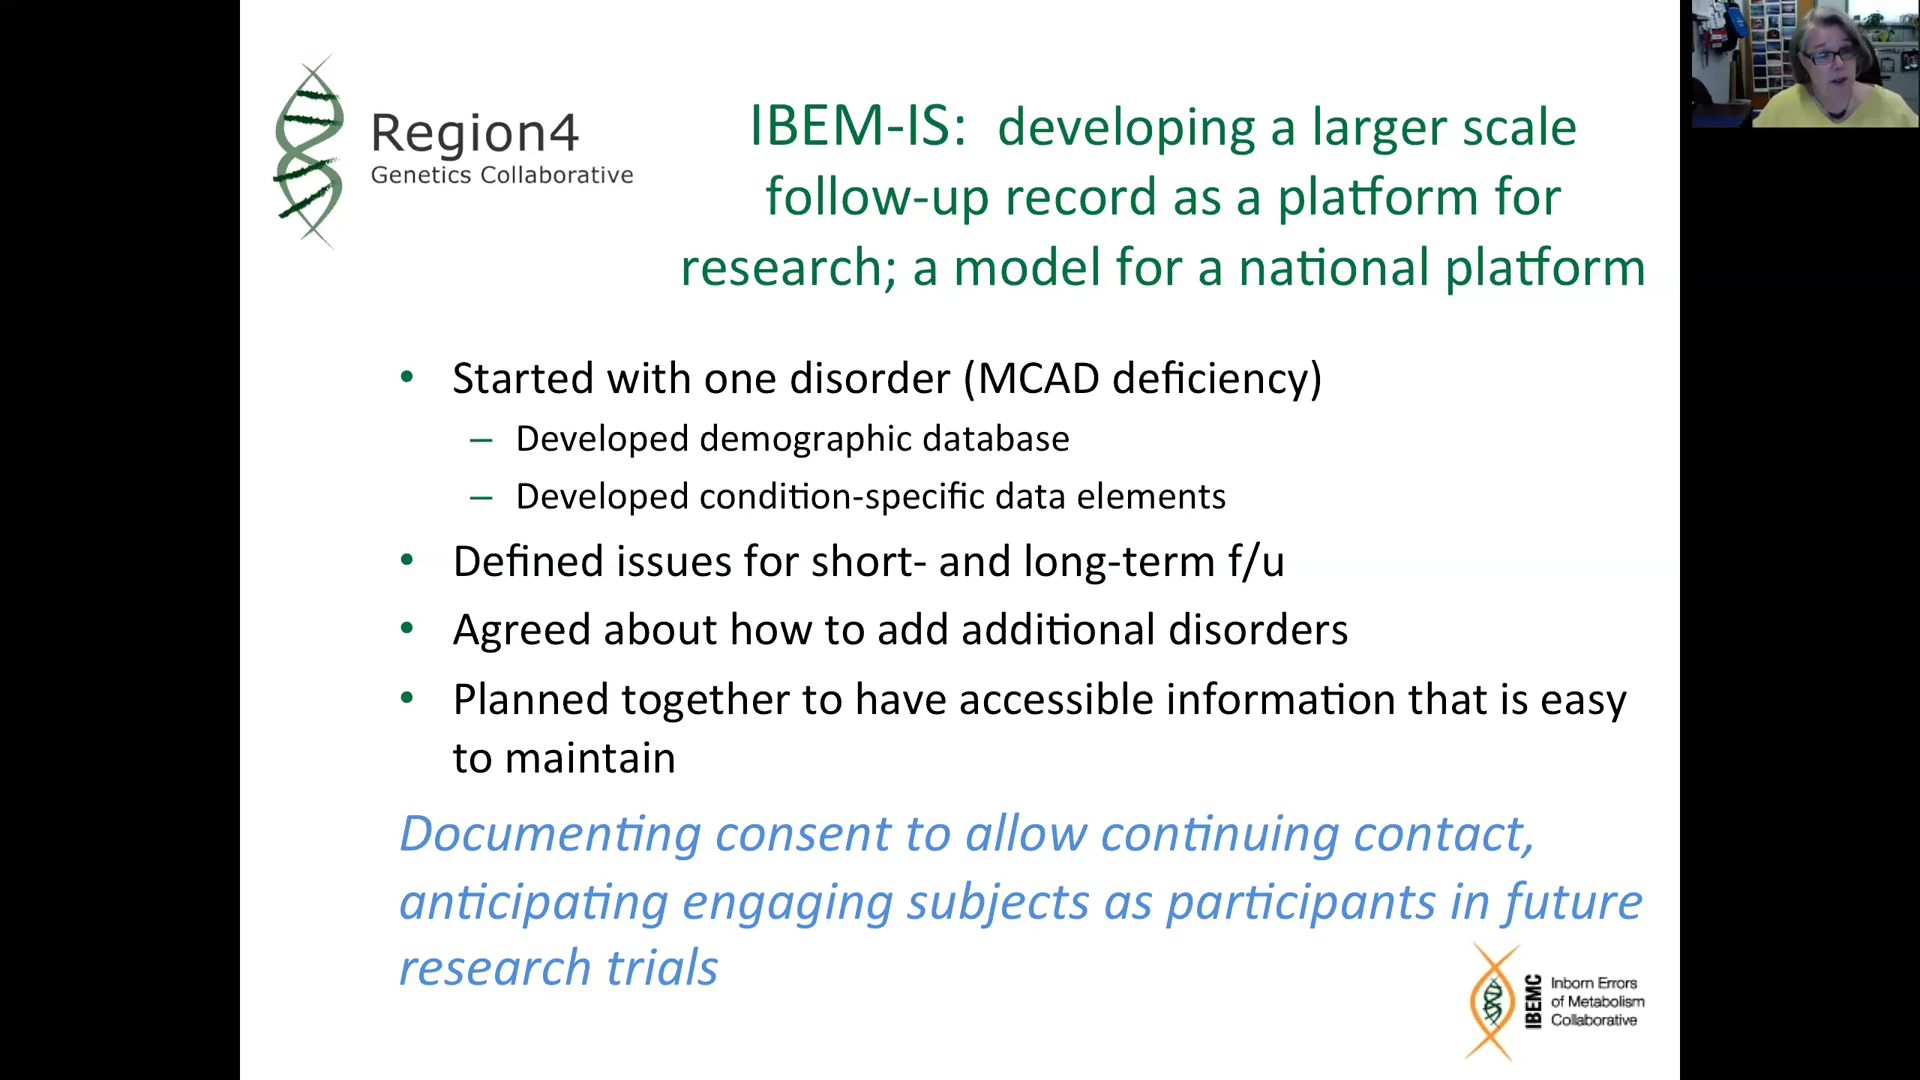 Region4
Genetics Collaborative
IBEM-IS: developing a larger scale
follow-up record as a platform for
research; a model for a national platform
• Started with one disorder (MCAD deficiency)
– Developed demographic database
– Developed condition-specific data elements
• Defined issues for short- and long-term f/u
• Agreed about how to add additional disorders
• Planned together to have accessible information that is easy
to maintain
Documenting consent to allow continuing contact,
anticipating engaging subjects as participants in future
research trials
IBEMC
Inborn Errors
of Metabolism
Collaborative